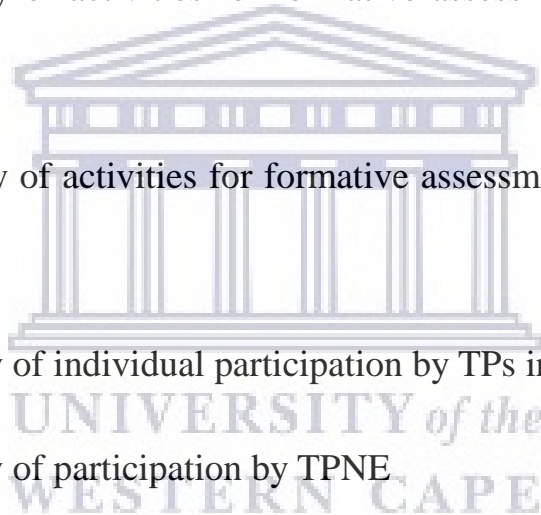 y of activities for formative assessm
y of individual participation by TPs in
UNIVERSITY of the
y of participation by TPNE
WESTERN CAPE